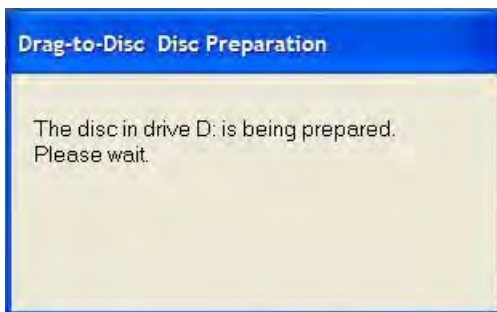 Drag-to-Disc Disc Preparation
The disc in drive D: is being prepared.
Please wait.